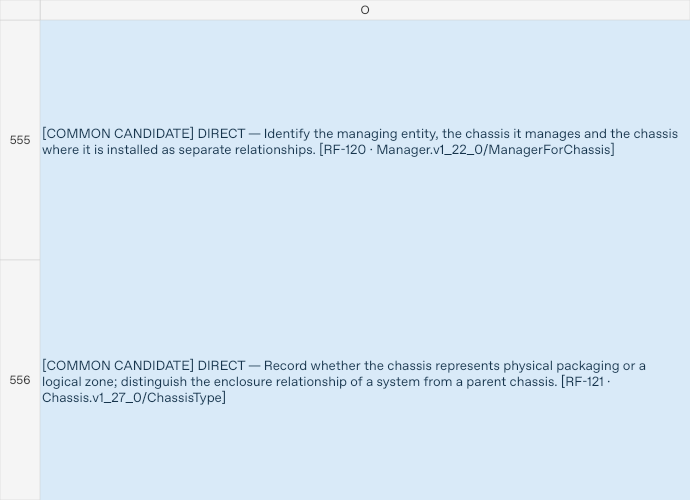 O
555
[COMMON CANDIDATE] DIRECT — Identify the managing entity, the chassis it manages and the chassis
where it is installed as separate relationships. [RF-120 · Manager.v1_22_0/ManagerForChassis]
556
[COMMON CANDIDATE] DIRECT — Record whether the chassis represents physical packaging or a
logical zone; distinguish the enclosure relationship of a system from a parent chassis. [RF-121 ·
Chassis.v1_27_0/ChassisType]